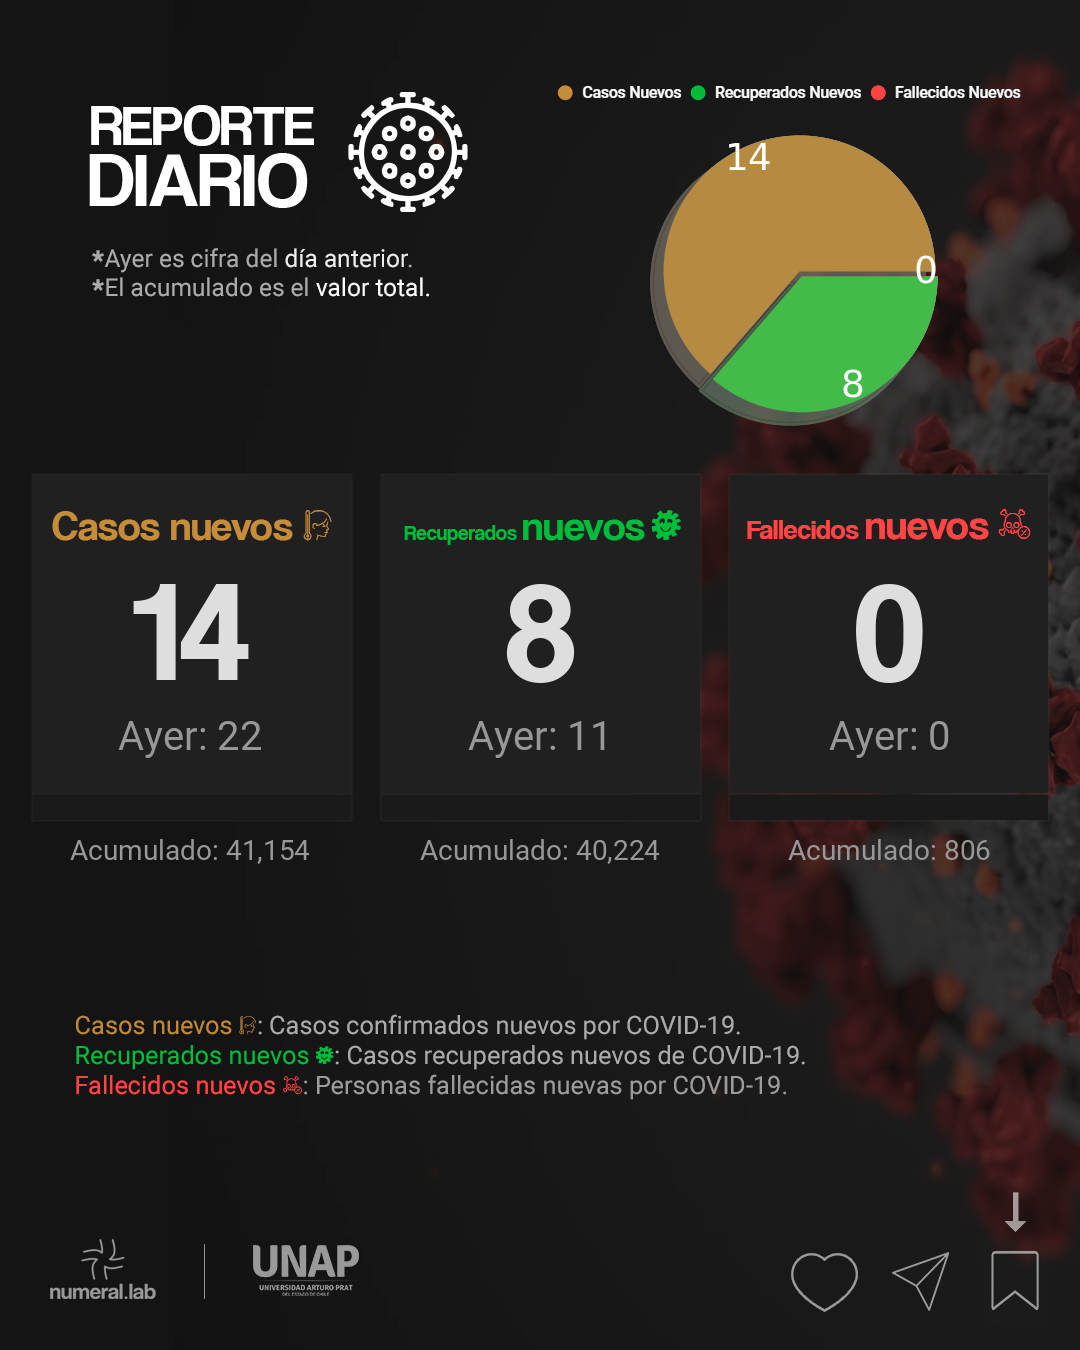 REPORTE
DIARIO
*Ayer es cifra del día anterior.
*El acumulado es el valor total.
Casos Nuevos Recuperados Nuevos Fallecidos Nuevos
14
0
8
Casos nuevos
14
Ayer: 22
Acumulado: 41,154
Recuperados nuevos
8
Ayer: 11
Acumulado: 40,224
Fallecidos nuevos
0
Ayer: 0
Acumulado: 806
Casos nuevos : Casos confirmados nuevos por COVID-19.
Recuperados nuevos : Casos recuperados nuevos de COVID-19.
Fallecidos nuevos : Personas fallecidas nuevas por COVID-19.
numeral.lab
UNAP
UNIVERSIDAD ARTURO PRAT
DEL ESTADO DE CHILE